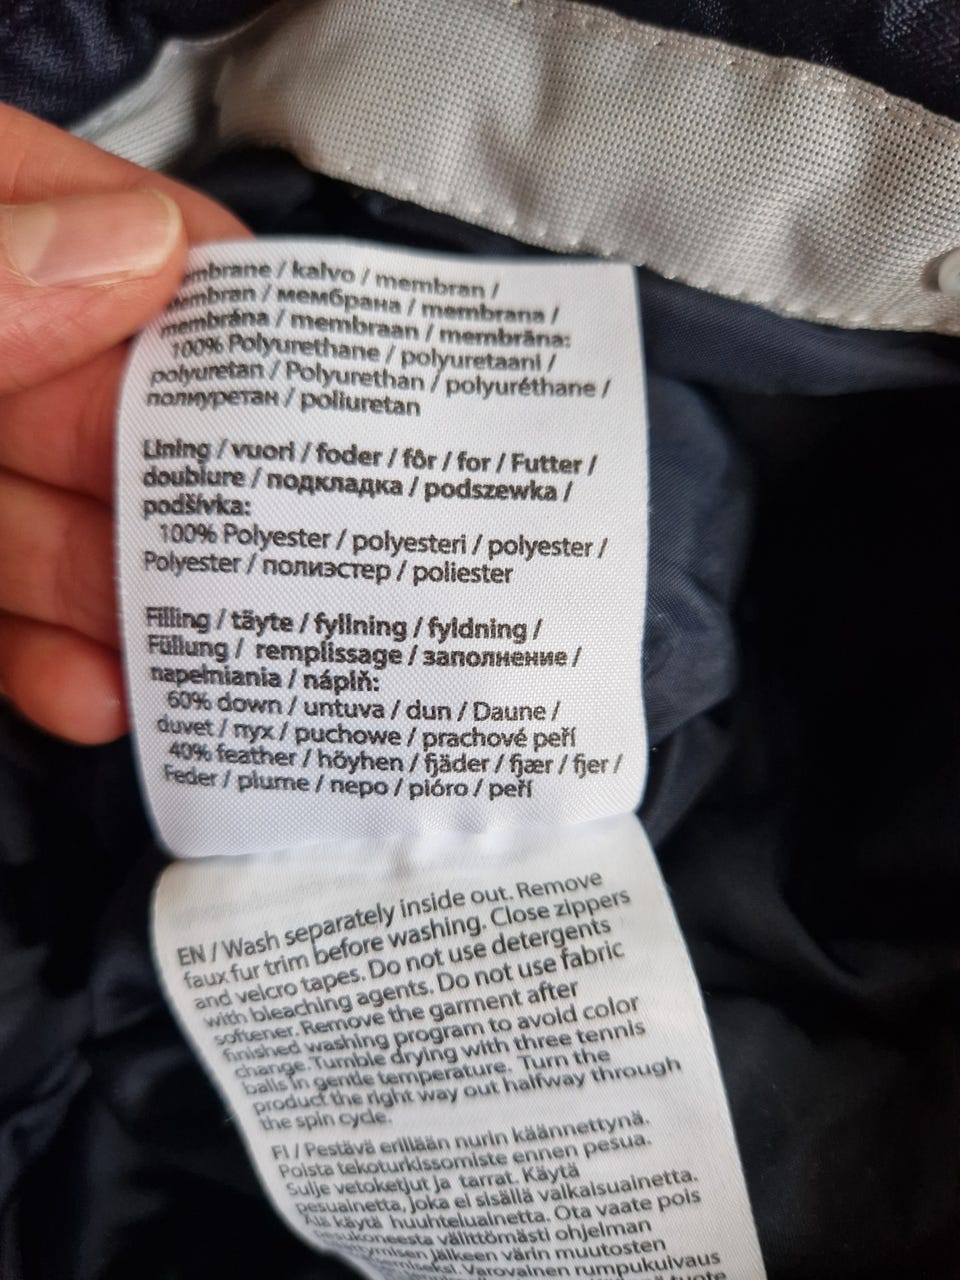 mbrane / kalvo / membran /
membran / мембрана / membrana /
membrána / membraan / membrāna:
100% Polyurethane / polyuretaani /
polyuretan / Polyurethan / polyuréthane /
полиуретан / poliuretan
Lining / vuori / foder / fôr / for / Futter /
doublure / подкладка / podszewka /
podšívka:
100% Polyester / polyesteri / polyester /
Polyester / полиэстер / poliester
Filling / täyte / fyllning / fyldning /
Füllung / remplissage / заполнение /
napełniania / náplň:
60% down / untuva / dun / Daune /
duvet / пух / puchowe / prachové peří
40% feather / höyhen / fjäder / fjær / fjer /
Feder / plume / перо / pióro / peří
EN / Wash separately inside out. Remove
faux fur trim before washing. Close zippers
and velcro tapes. Do not use detergents
with bleaching agents. Do not use fabric
softener. Remove the garment after
finished washing program to avoid color
change. Tumble drying with three tennis
balls in gentle temperature. Turn the
product the right way out halfway through
the spin cycle.
FI / Pestävä erillään nurin käännettynä.
Poista tekoturkissomiste ennen pesua.
Sulje vetoketjut ja tarrat. Käytä
pesuainetta, joka ei sisällä valkaisuainetta.
Älä käytä huuhteluainetta. Ota vaate pois
välittömästi ohjelman
jälkeen värin muutosten
Varovainen rumpukuivaus